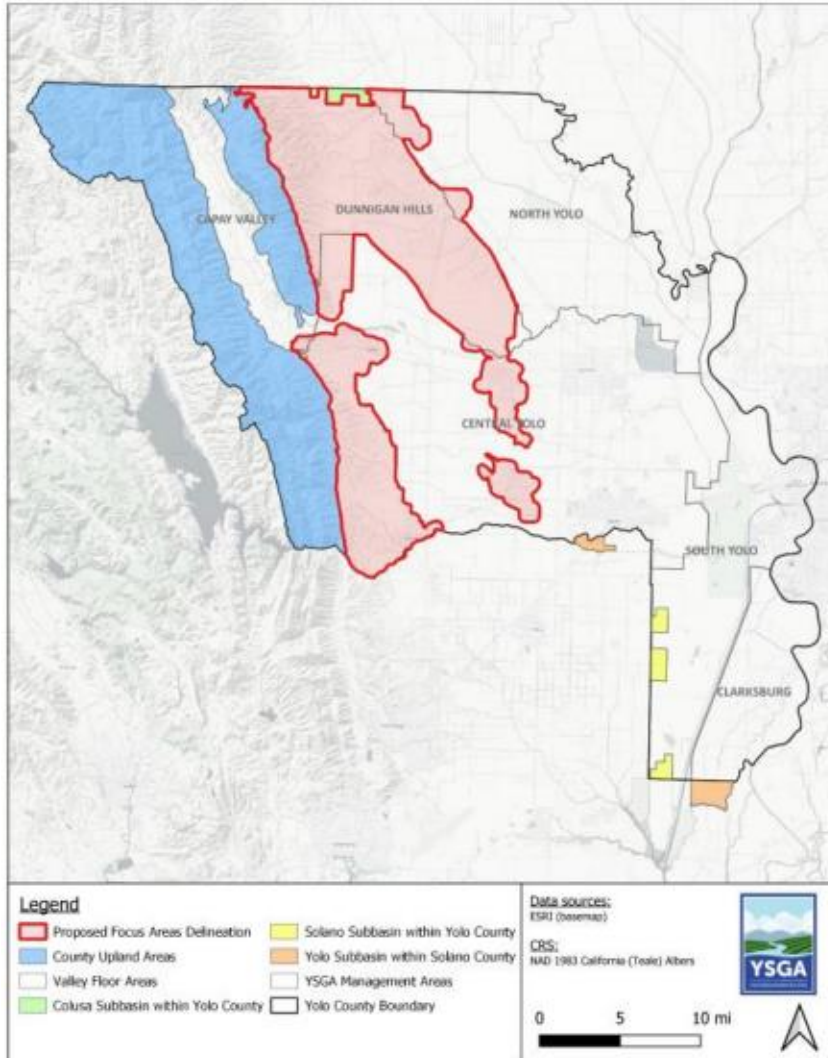 CAPAY VALLEY
DUNNIGAN HILLS
NORTH YOLO
CENTRAL YOLO
SOUTH YOLO
CLARKSBURG
Legend
Proposed Focus Areas Delineation
County Upland Areas
Valley Floor Areas
Colusa Subbasin within Yolo County
Solano Subbasin within Yolo County
Yolo Subbasin within Solano County
YSGA Management Areas
Yolo County Boundary
Data sources:
ESRI (basemap)
CRS:
NAD 1983 California (Teale) Albers
0 5 10 mi
YSGA